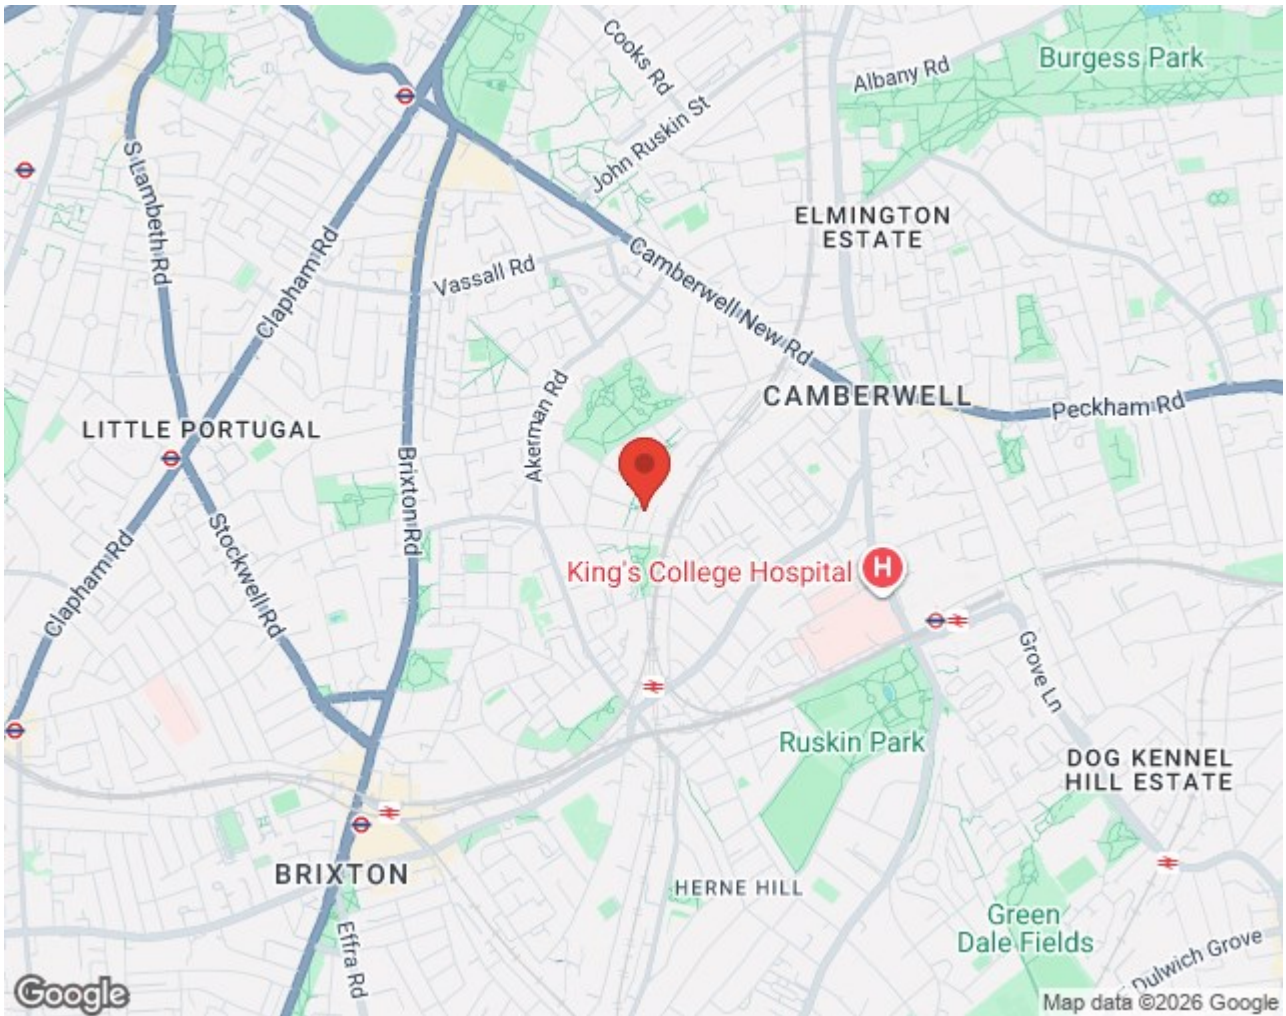 Cooks Rd
Burgess Park
Albany Rd
John Ruskin St
S Lambeth Rd
ELMINGTON
ESTATE
Clapham Rd
Vassall Rd
Camberwell New Rd
CAMBERWELL
Peckham Rd
Akerman Rd
LITTLE PORTUGAL
Brixton Rd
Stockwell Rd
Clapham Rd
King's College Hospital
H
Grove Ln
Ruskin Park
DOG KENNEL
HILL ESTATE
BRIXTON
HERNE HILL
Effra Rd
Green
Dale Fields
E Dulwich Grove
Google
Map data ©2026 Google